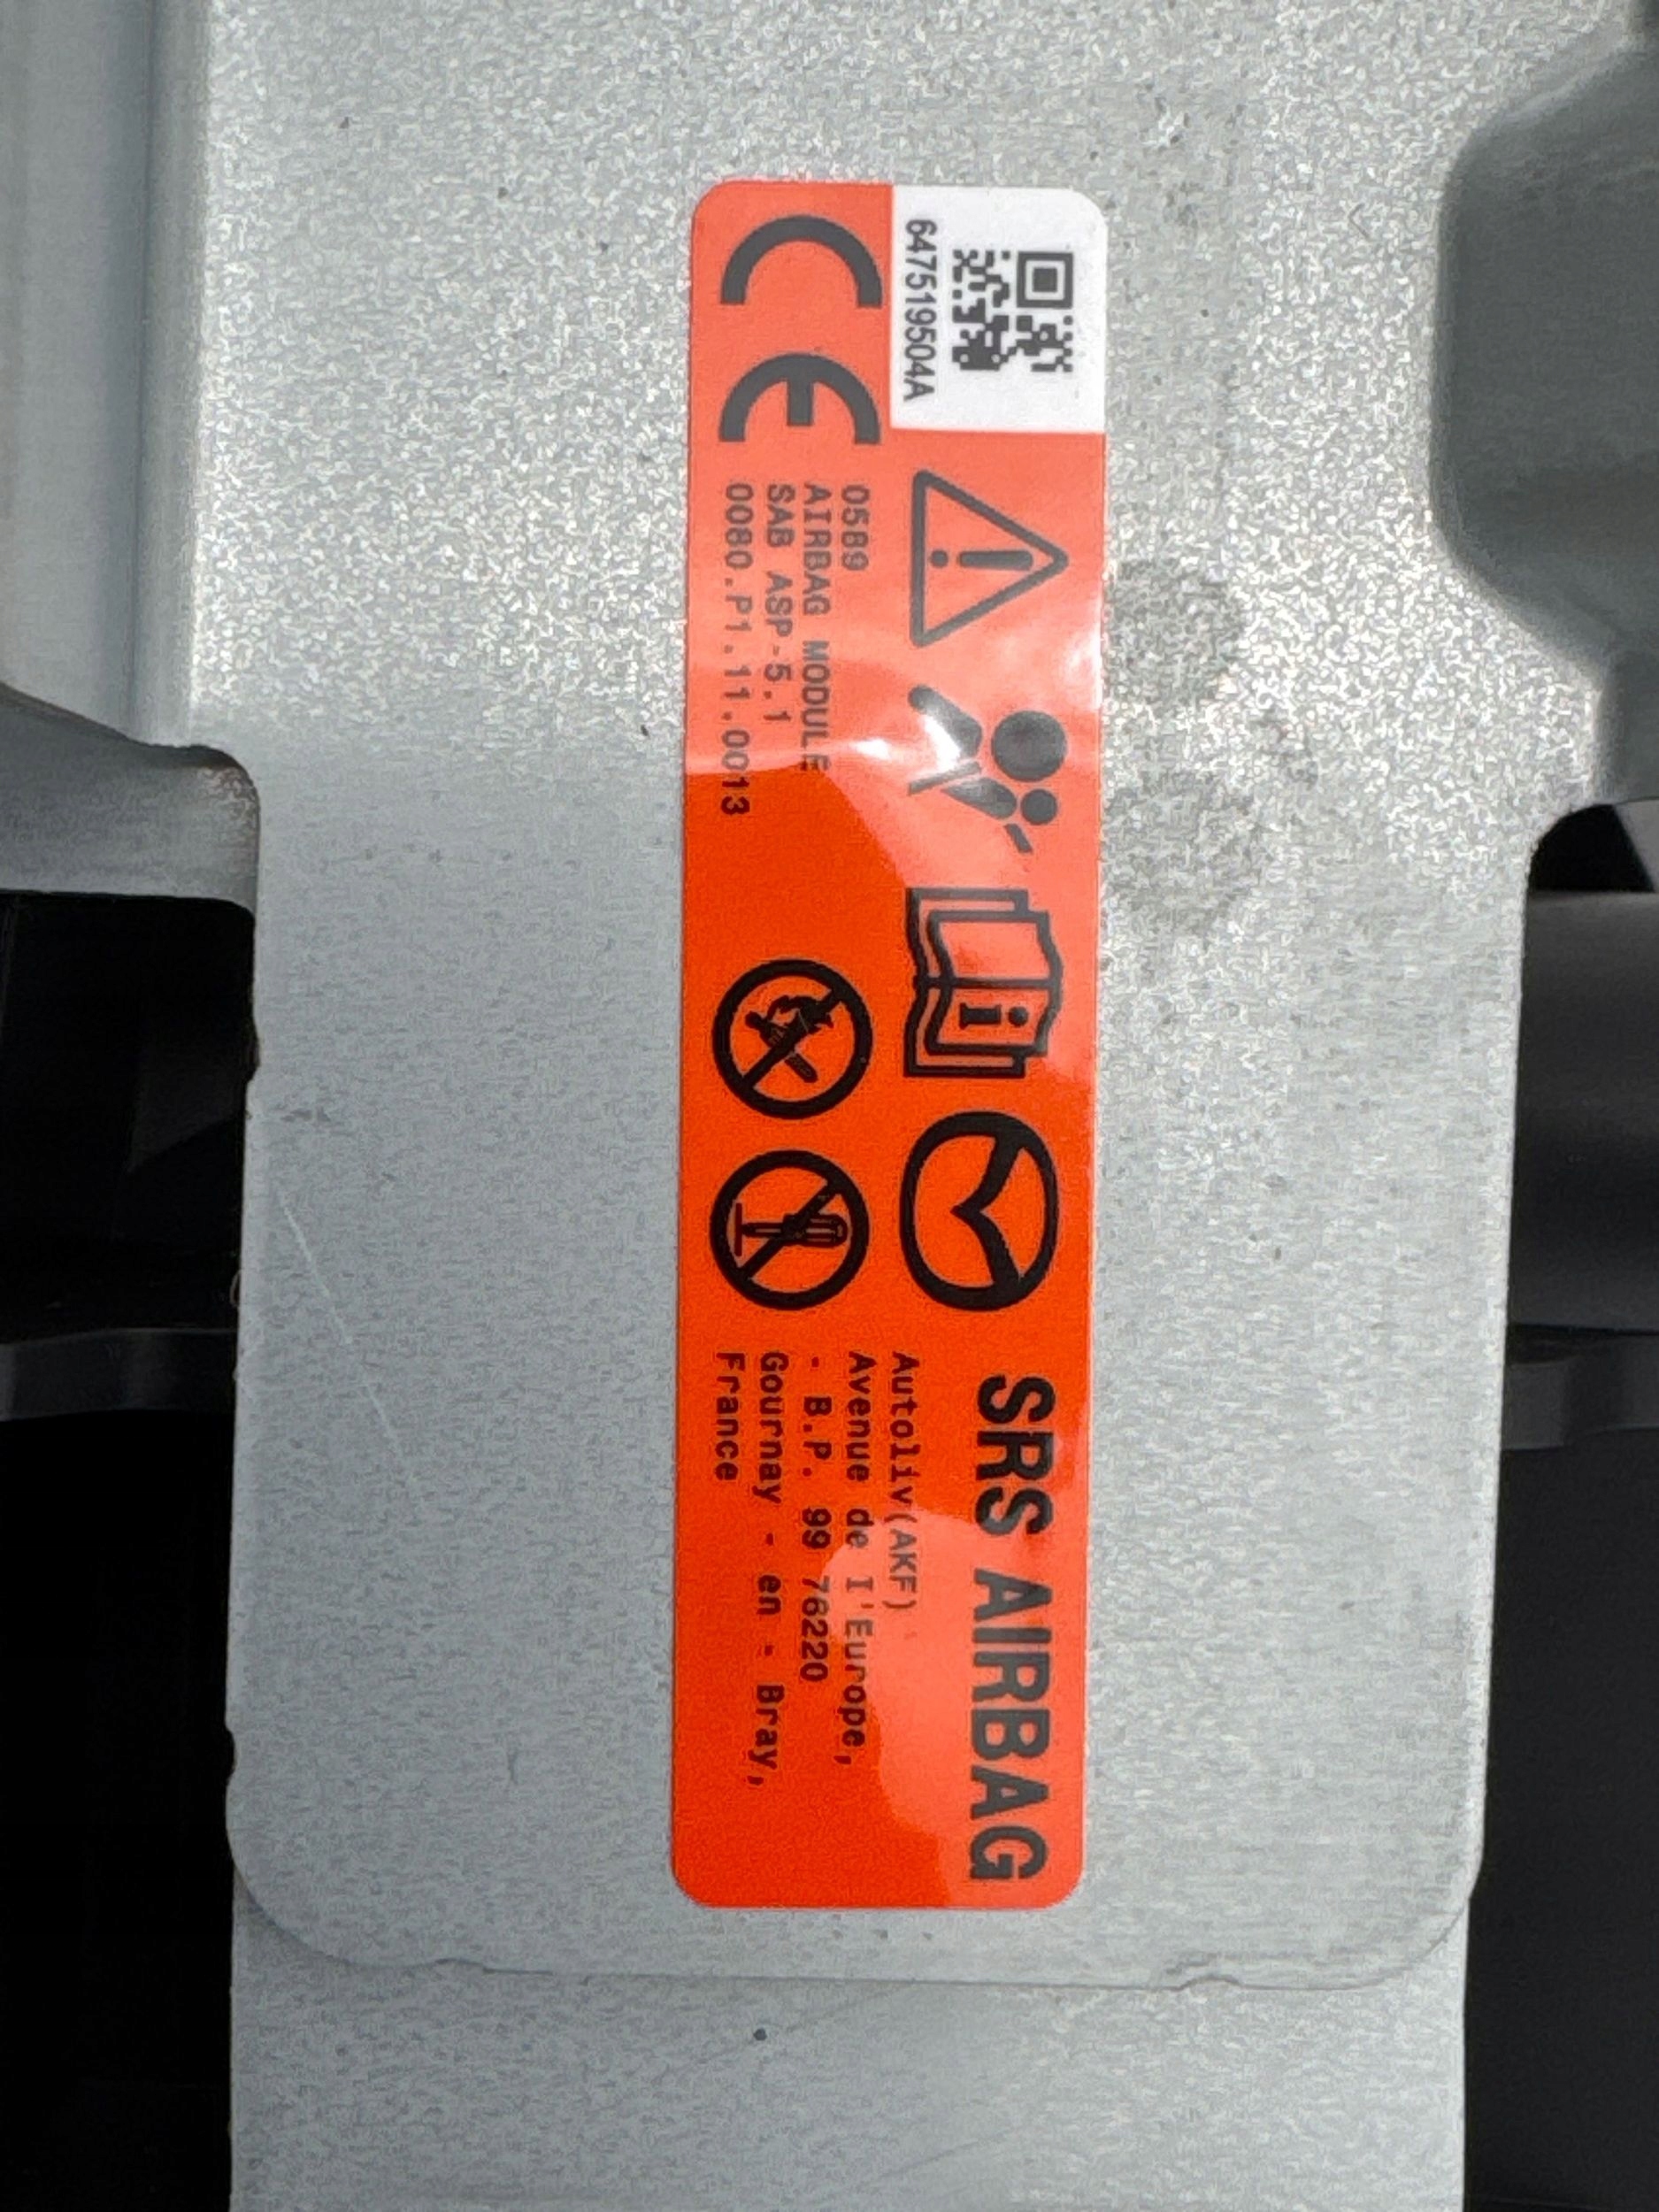 647519504A
SRS AIRBAG
CE
0589
AIRBAG MODULE
SAB ASP-5.1
0080.P1.11.0013
Autoliv(AKF)
Avenue de I'Europe,
- B.P. 99 76220
Gournay - en - Bray,
France